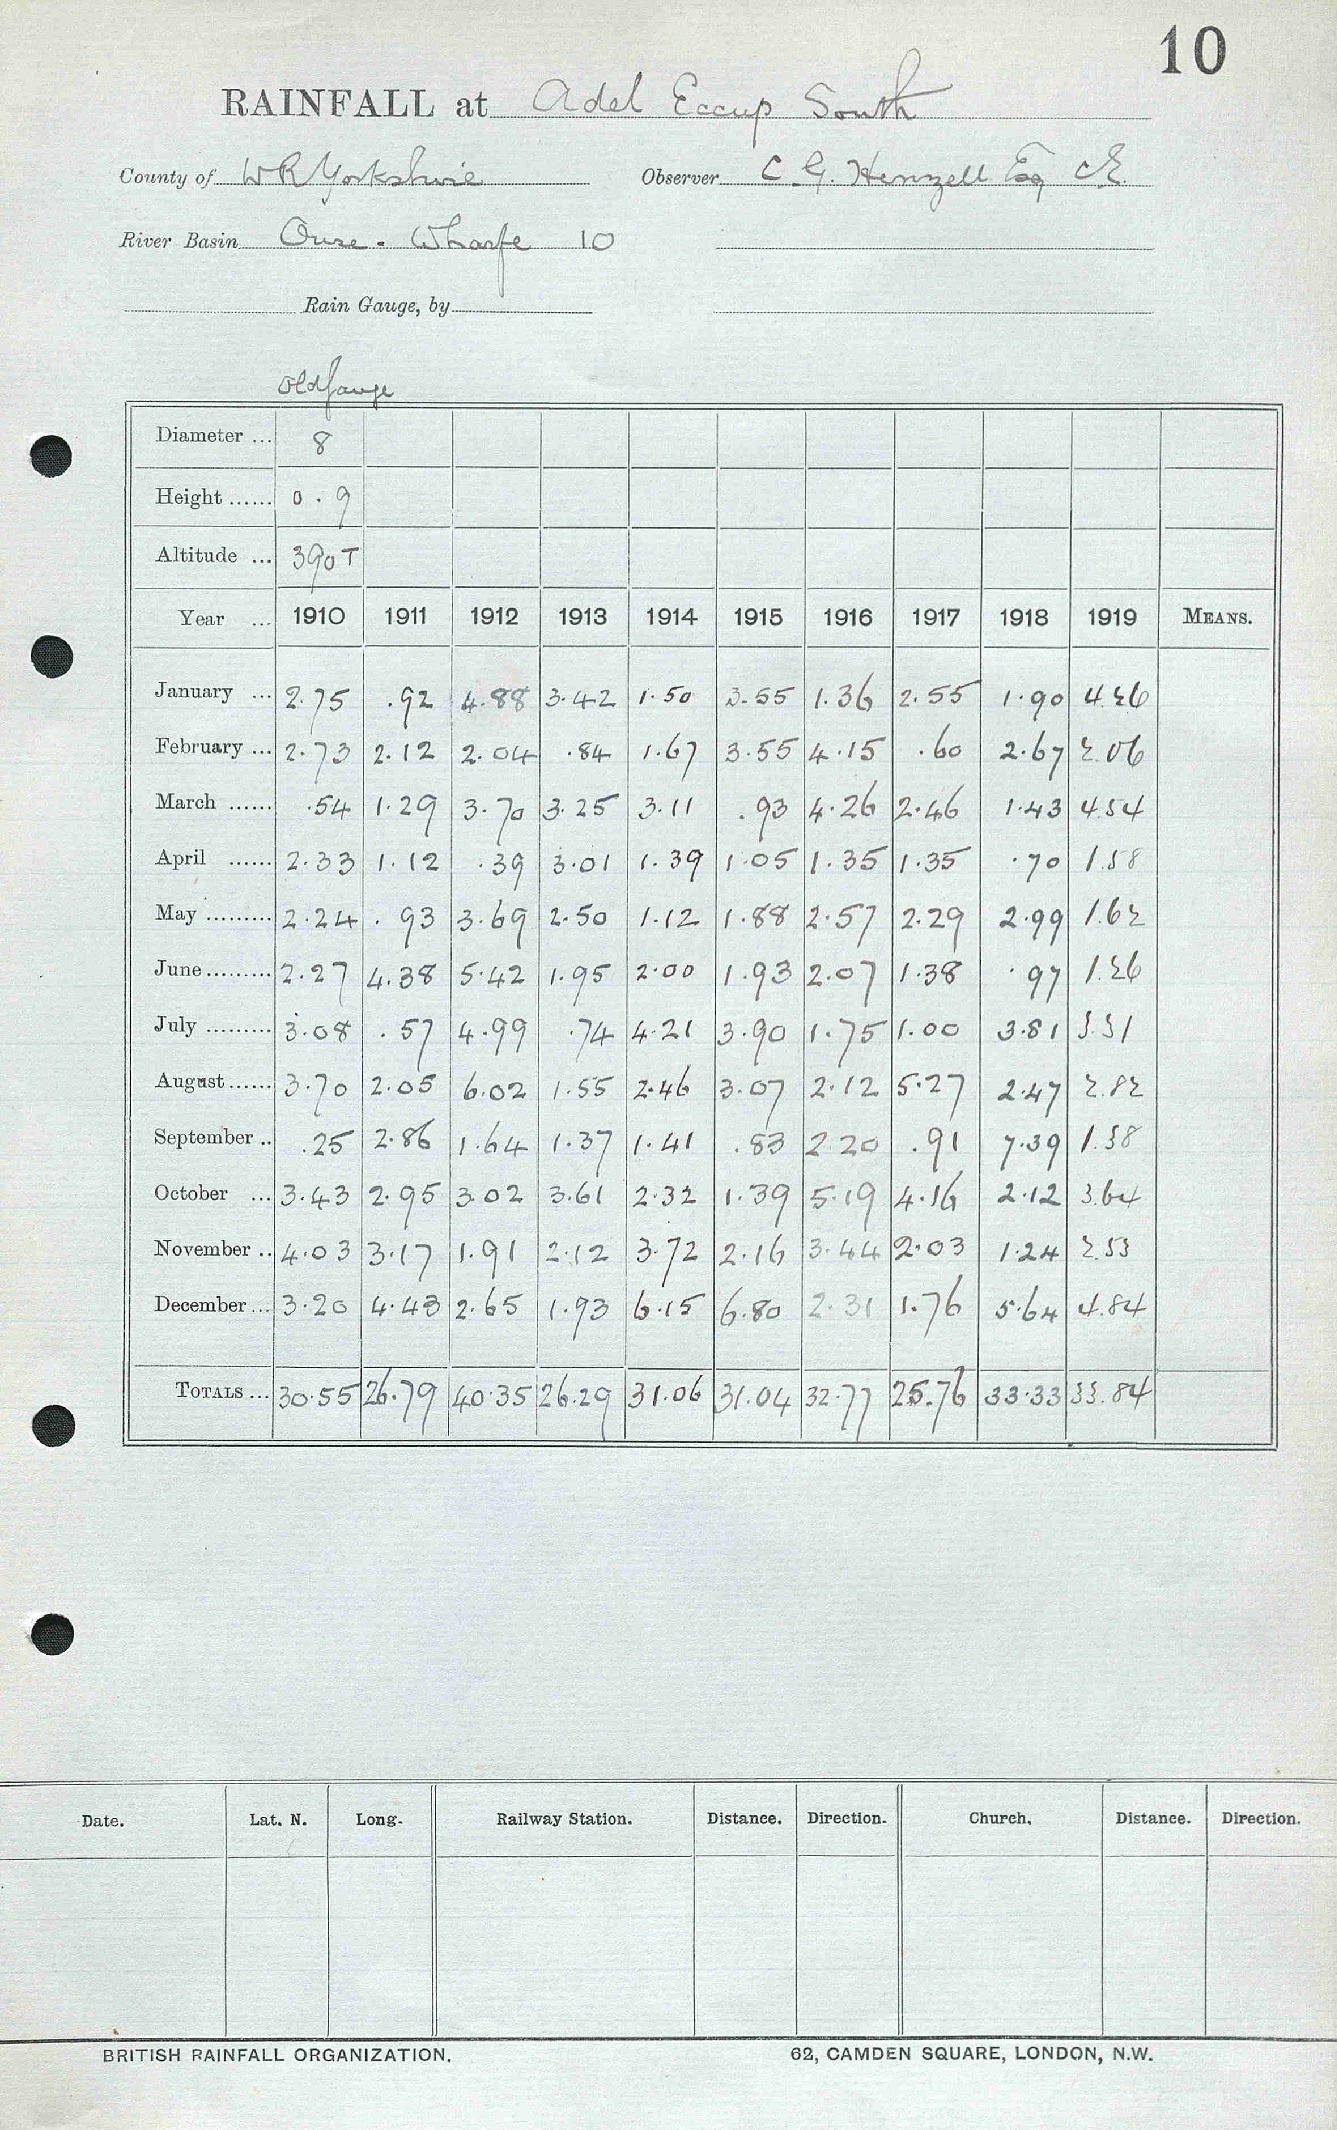 10
RAINFALL at Adel Eccup South
County of W R Yorkshire Observer C. G. Henzell Esq CE.
River Basin Ouse - Wharfe 10
Rain Gauge, by
Old Gauge
Diameter ... 8
Height ...... 0 . 9
Altitude ... 390 T
Year ... 1910 1911 1912 1913 1914 1915 1916 1917 1918 1919 MEANS.
January ... 2.75 .92 4.88 3.42 1.50 3.55 1.36 2.55 1.90 4.26
February ... 2.73 2.12 2.04 .84 1.67 3.55 4.15 .60 2.67 2.06
March ...... .54 1.29 3.70 3.25 3.11 .93 4.26 2.46 1.43 4.54
April ...... 2.33 1.12 .39 3.01 1.39 1.05 1.35 1.35 .70 1.58
May ......... 2.24 .93 3.69 2.50 1.12 1.88 2.57 2.29 2.99 1.62
June ......... 2.27 4.38 5.42 1.95 2.00 1.93 2.07 1.38 .97 1.26
July ......... 3.08 .57 4.99 .74 4.21 3.90 1.75 1.00 3.81 3.31
August ...... 3.70 2.05 6.02 1.55 2.46 3.07 2.12 5.27 2.47 2.82
September .. .25 2.86 1.64 1.37 1.41 .83 2.20 .91 7.39 1.38
October ... 3.43 2.95 3.02 3.61 2.32 1.39 5.19 4.16 2.12 3.64
November .. 4.03 3.17 1.91 2.12 3.72 2.16 3.44 2.03 1.24 2.53
December ... 3.20 4.43 2.65 1.93 6.15 6.80 2.31 1.76 5.64 4.84
TOTALS ... 30.55 26.79 40.35 26.29 31.06 31.04 32.77 25.76 33.33 33.84
Date. Lat. N. Long. Railway Station. Distance. Direction. Church. Distance. Direction.
BRITISH RAINFALL ORGANIZATION. 62, CAMDEN SQUARE, LONDON, N.W.